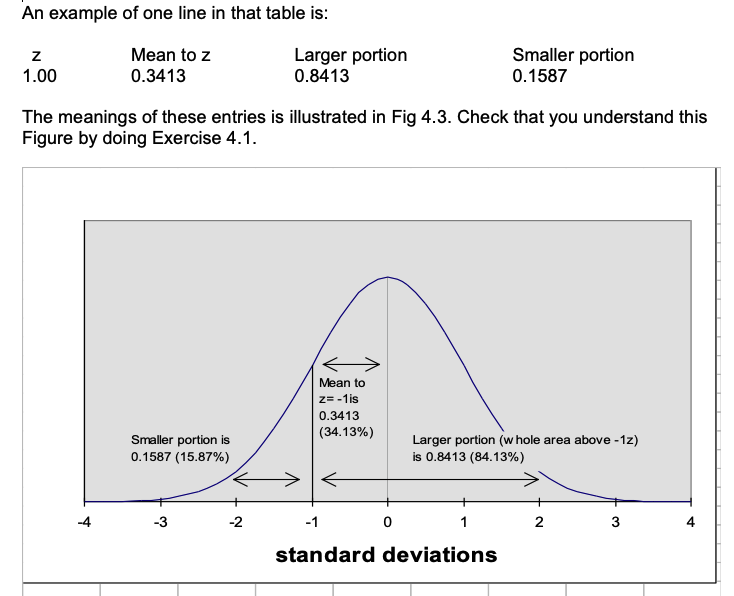 An example of one line in that table is:
z Mean to z Larger portion Smaller portion
1.00 0.3413 0.8413 0.1587
The meanings of these entries is illustrated in Fig 4.3. Check that you understand this
Figure by doing Exercise 4.1.
Mean to
z= -1is
0.3413
(34.13%)
Smaller portion is
0.1587 (15.87%)
Larger portion (whole area above -1z)
is 0.8413 (84.13%)
-4 -3 -2 -1 0 1 2 3 4
standard deviations